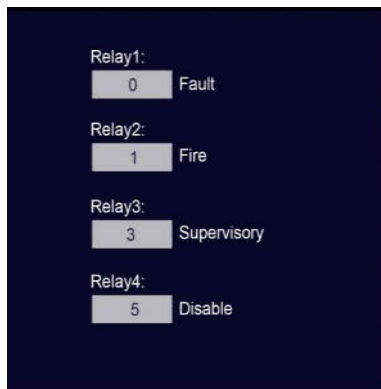 Relay1:
0 Fault
Relay2:
1 Fire
Relay3:
3 Supervisory
Relay4:
5 Disable